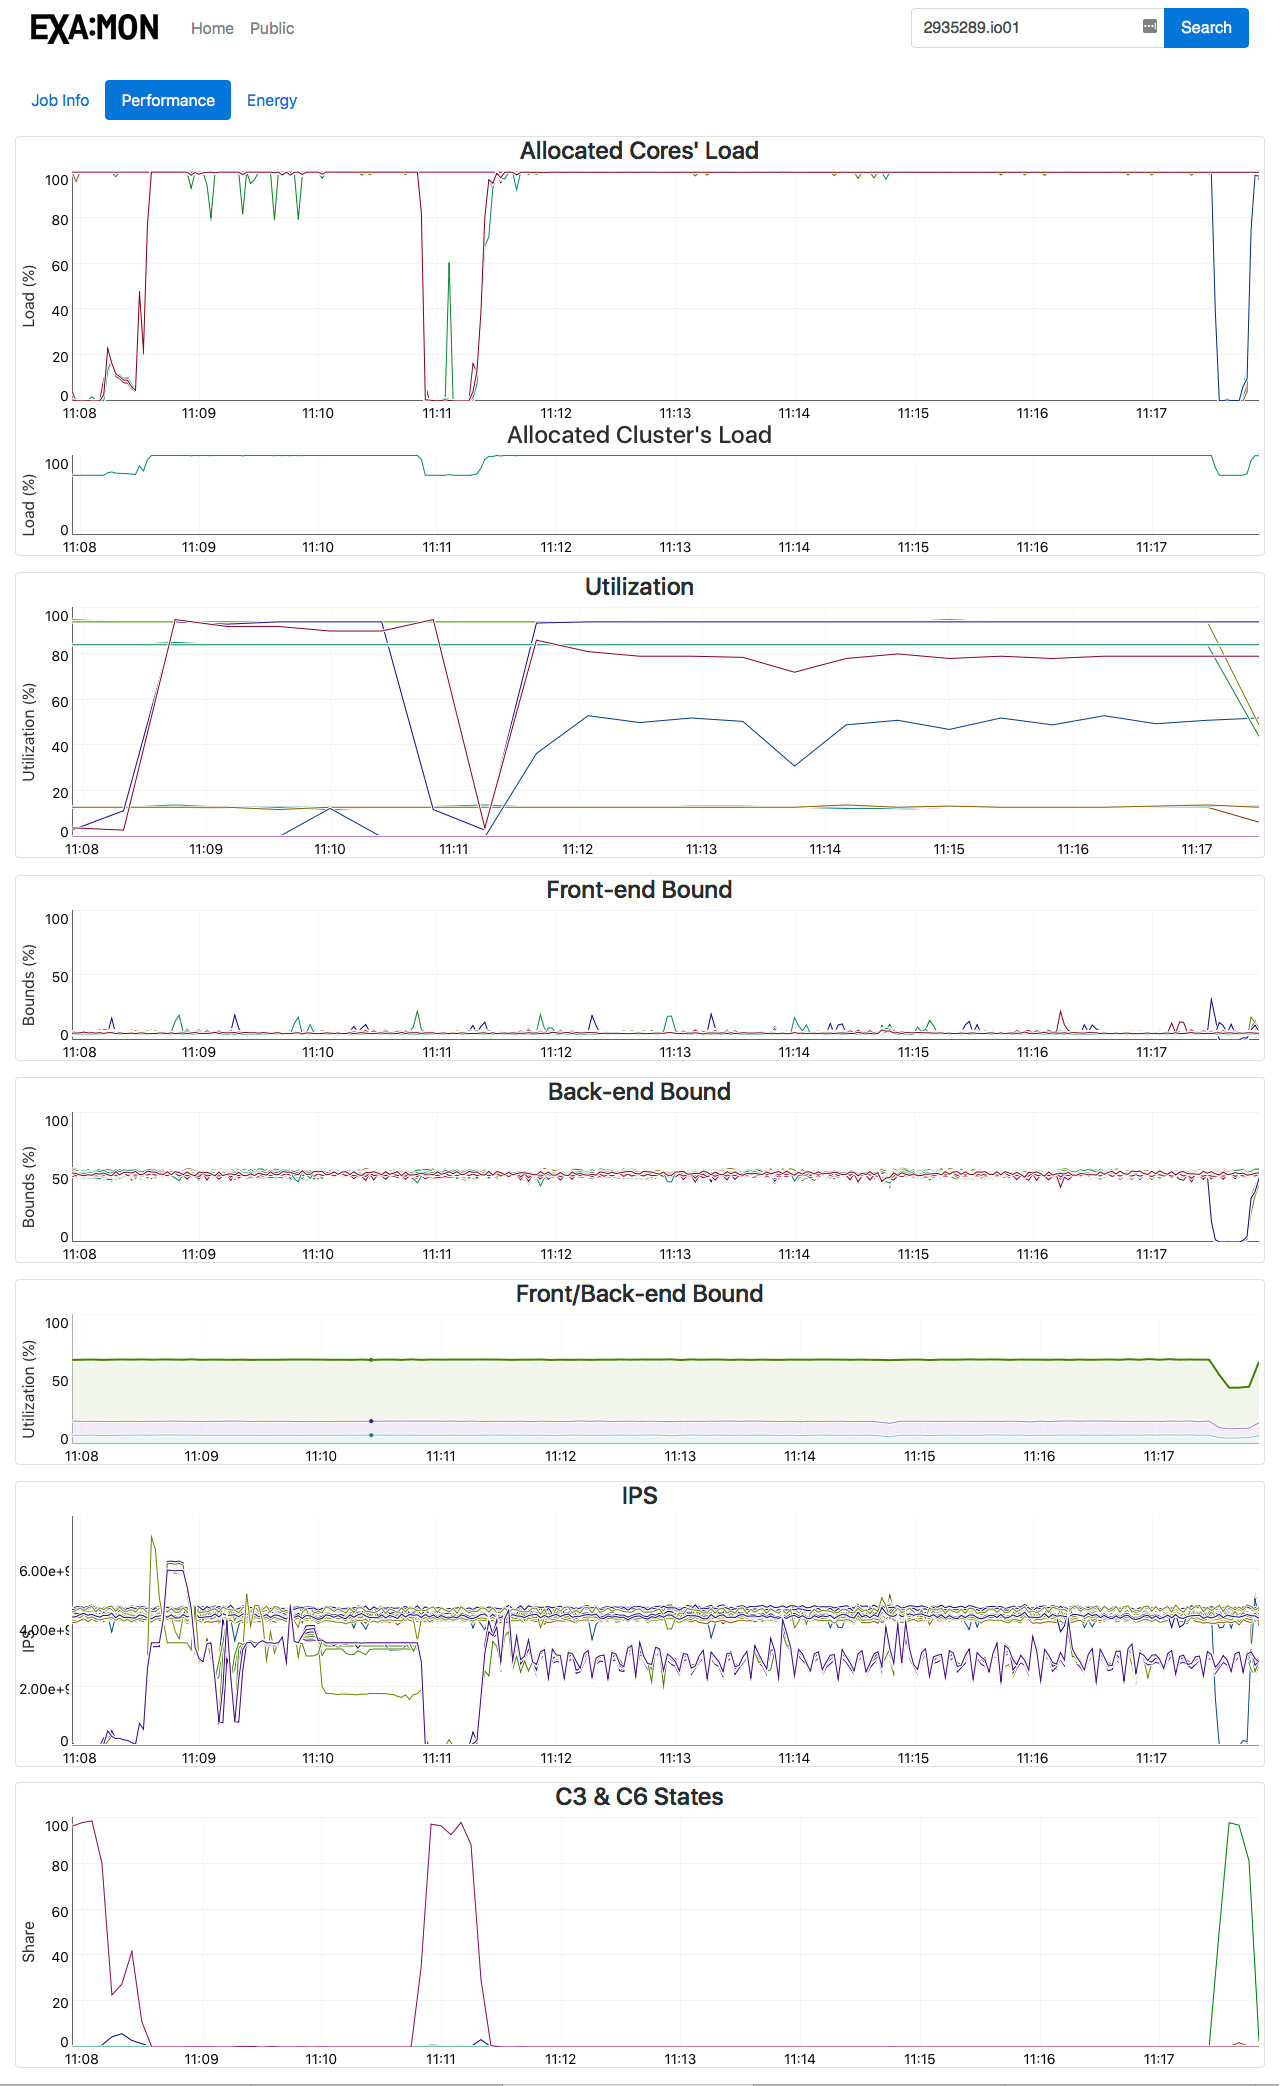 EXA:MON Home Public 2935289.io01 Search
Job Info Performance Energy
Allocated Cores' Load
Load (%)
100
80
60
40
20
0
11:08 11:09 11:10 11:11 11:12 11:13 11:14 11:15 11:16 11:17
Allocated Cluster's Load
Load (%)
100
0
11:08 11:09 11:10 11:11 11:12 11:13 11:14 11:15 11:16 11:17
Utilization
Utilization (%)
100
80
60
40
20
0
11:08 11:09 11:10 11:11 11:12 11:13 11:14 11:15 11:16 11:17
Front-end Bound
Bounds (%)
100
50
0
11:08 11:09 11:10 11:11 11:12 11:13 11:14 11:15 11:16 11:17
Back-end Bound
Bounds (%)
100
50
0
11:08 11:09 11:10 11:11 11:12 11:13 11:14 11:15 11:16 11:17
Front/Back-end Bound
Utilization (%)
100
50
0
11:08 11:09 11:10 11:11 11:12 11:13 11:14 11:15 11:16 11:17
IPS
IPS
6.00e+9
4.00e+9
2.00e+9
0
11:08 11:09 11:10 11:11 11:12 11:13 11:14 11:15 11:16 11:17
C3 & C6 States
Share
100
80
60
40
20
0
11:08 11:09 11:10 11:11 11:12 11:13 11:14 11:15 11:16 11:17